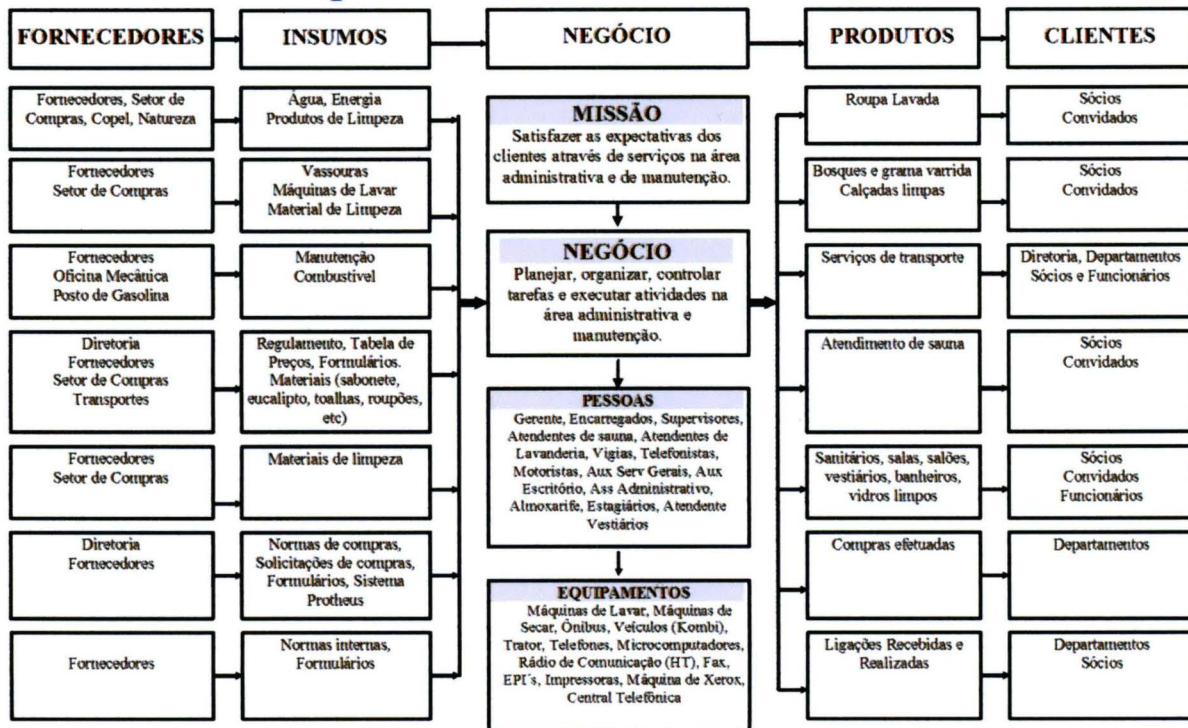 FORNECEDORES
INSUMOS
NEGÓCIO
PRODUTOS
CLIENTES
Fornecedores, Setor de
Compras, Copel, Natureza
Água, Energia
Produtos de Limpeza
Fornecedores
Setor de Compras
Vassouras
Máquinas de Lavar
Material de Limpeza
Fornecedores
Oficina Mecânica
Posto de Gasolina
Manutenção
Combustível
Diretoria
Fornecedores
Setor de Compras
Transportes
Regulamento, Tabela de
Preços, Formulários.
Materiais (sabonete,
eucalipto, toalhas, roupões,
etc)
Fornecedores
Setor de Compras
Materiais de limpeza
Diretoria
Fornecedores
Normas de compras,
Solicitações de compras,
Formulários, Sistema
Protheus
Fornecedores
Normas internas,
Formulários
MISSÃO
Satisfazer as expectativas dos
clientes através de serviços na área
administrativa e de manutenção.
NEGÓCIO
Planejar, organizar, controlar
tarefas e executar atividades na
área administrativa e
manutenção.
PESSOAS
Gerente, Encarregados, Supervisores,
Atendentes de sauna, Atendentes de
Lavanderia, Vigias, Telefonistas,
Motoristas, Aux Serv Gerais, Aux
Escritório, Ass Administrativo,
Almoxarife, Estagiários, Atendente
Vestiários
EQUIPAMENTOS
Máquinas de Lavar, Máquinas de
Secar, Ônibus, Veículos (Kombi),
Trator, Telefones, Microcomputadores,
Rádio de Comunicação (HT), Fax,
EPI´s, Impressoras, Máquina de Xerox,
Central Telefônica
Roupa Lavada
Sócios
Convidados
Bosques e grama varrida
Calçadas limpas
Sócios
Convidados
Serviços de transporte
Diretoria, Departamentos
Sócios e Funcionários
Atendimento de sauna
Sócios
Convidados
Sanitários, salas, salões,
vestiários, banheiros,
vidros limpos
Sócios
Convidados
Funcionários
Compras efetuadas
Departamentos
Ligações Recebidas e
Realizadas
Departamentos
Sócios